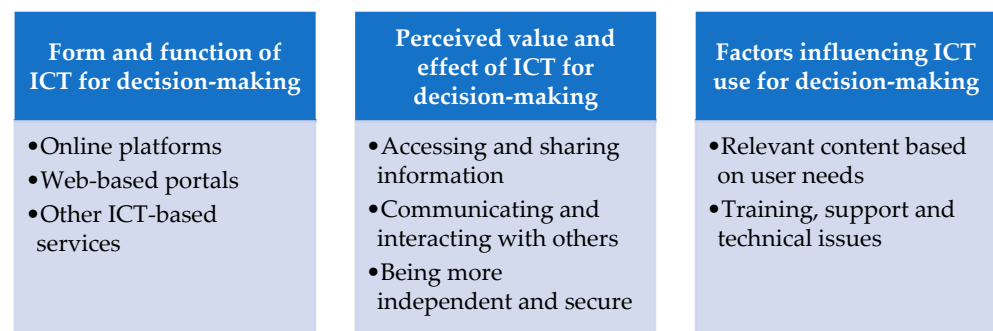 Form and function of
ICT for decision-making
•Online platforms
•Web-based portals
•Other ICT-based
services
Perceived value and
effect of ICT for
decision-making
•Accessing and sharing
information
•Communicating and
interacting with others
•Being more
independent and secure
Factors influencing ICT
use for decision-making
•Relevant content based
on user needs
•Training, support and
technical issues